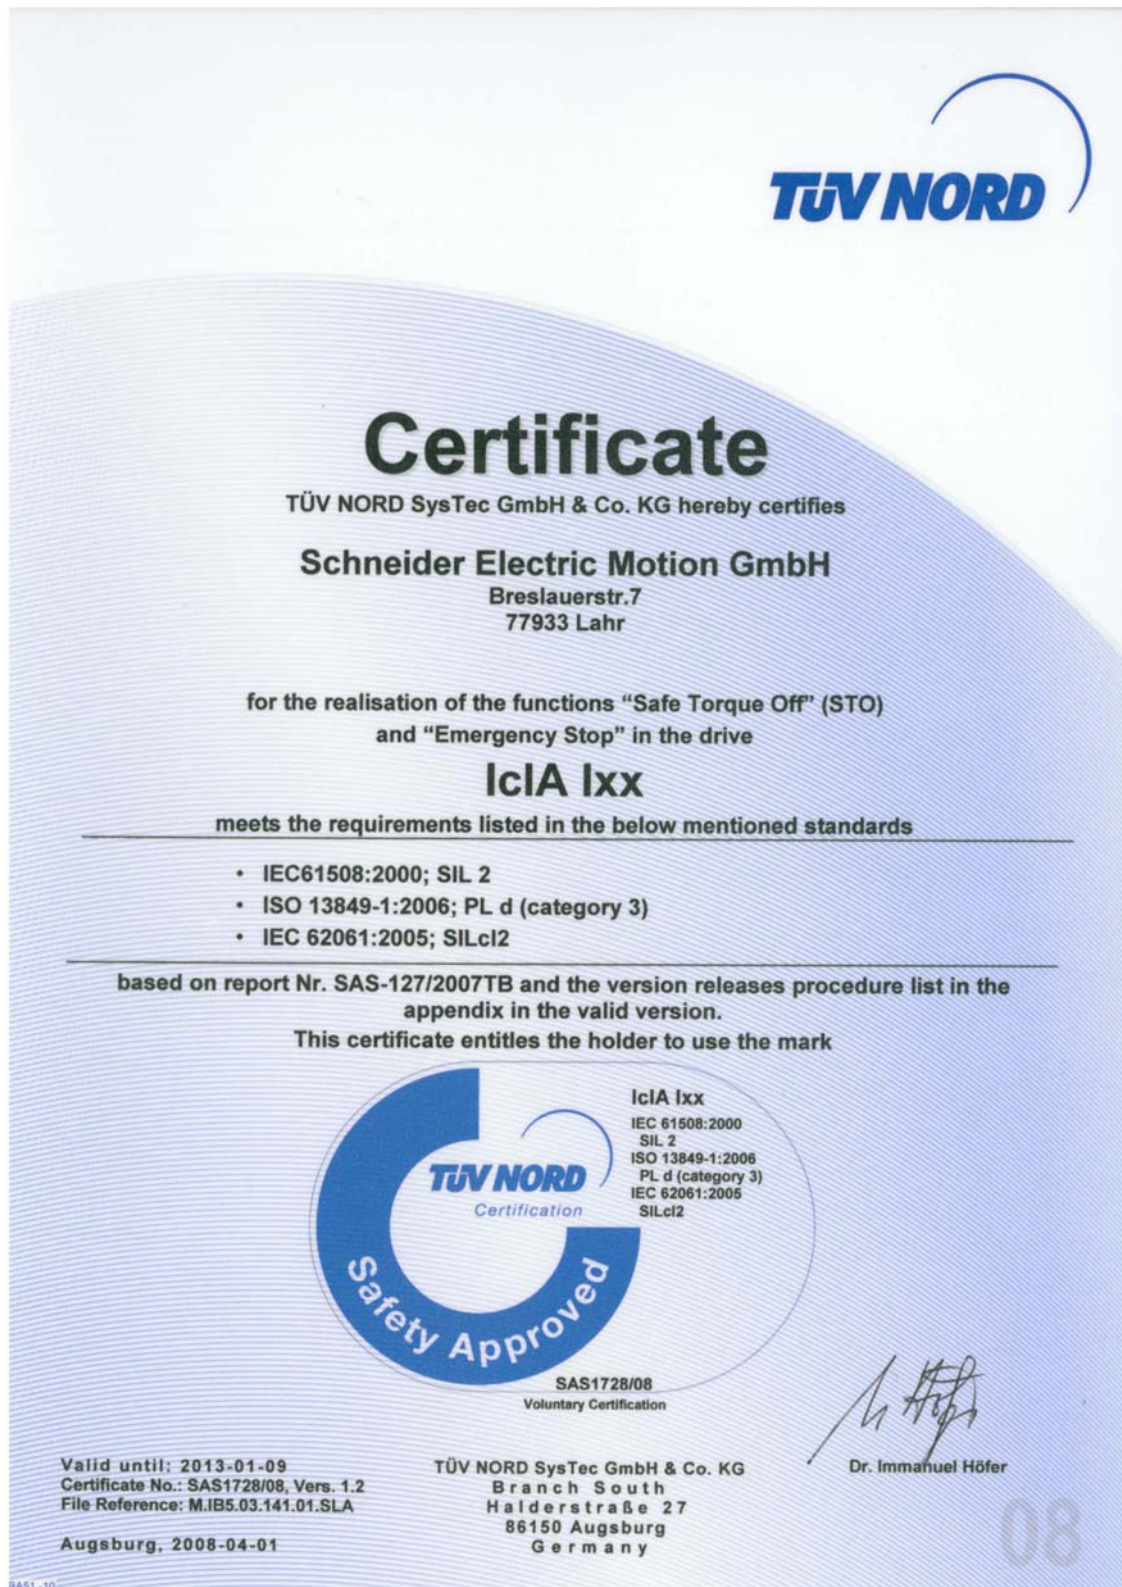 TÜV NORD
Certificate
TÜV NORD SysTec GmbH & Co. KG hereby certifies
Schneider Electric Motion GmbH
Breslauerstr.7
77933 Lahr
for the realisation of the functions “Safe Torque Off” (STO)
and “Emergency Stop” in the drive
IclA Ixx
meets the requirements listed in the below mentioned standards
• IEC61508:2000; SIL 2
• ISO 13849-1:2006; PL d (category 3)
• IEC 62061:2005; SILcl2
based on report Nr. SAS-127/2007TB and the version releases procedure list in the
appendix in the valid version.
This certificate entitles the holder to use the mark
TÜV NORD
Certification
Safety Approved
IclA Ixx
IEC 61508:2000
SIL 2
ISO 13849-1:2006
PL d (category 3)
IEC 62061:2005
SILcl2
SAS1728/08
Voluntary Certification
Valid until: 2013-01-09
Certificate No.: SAS1728/08, Vers. 1.2
File Reference: M.IB5.03.141.01.SLA
Augsburg, 2008-04-01
TÜV NORD SysTec GmbH & Co. KG
Branch South
Halderstraße 27
86150 Augsburg
Germany
Dr. Immanuel Höfer
08